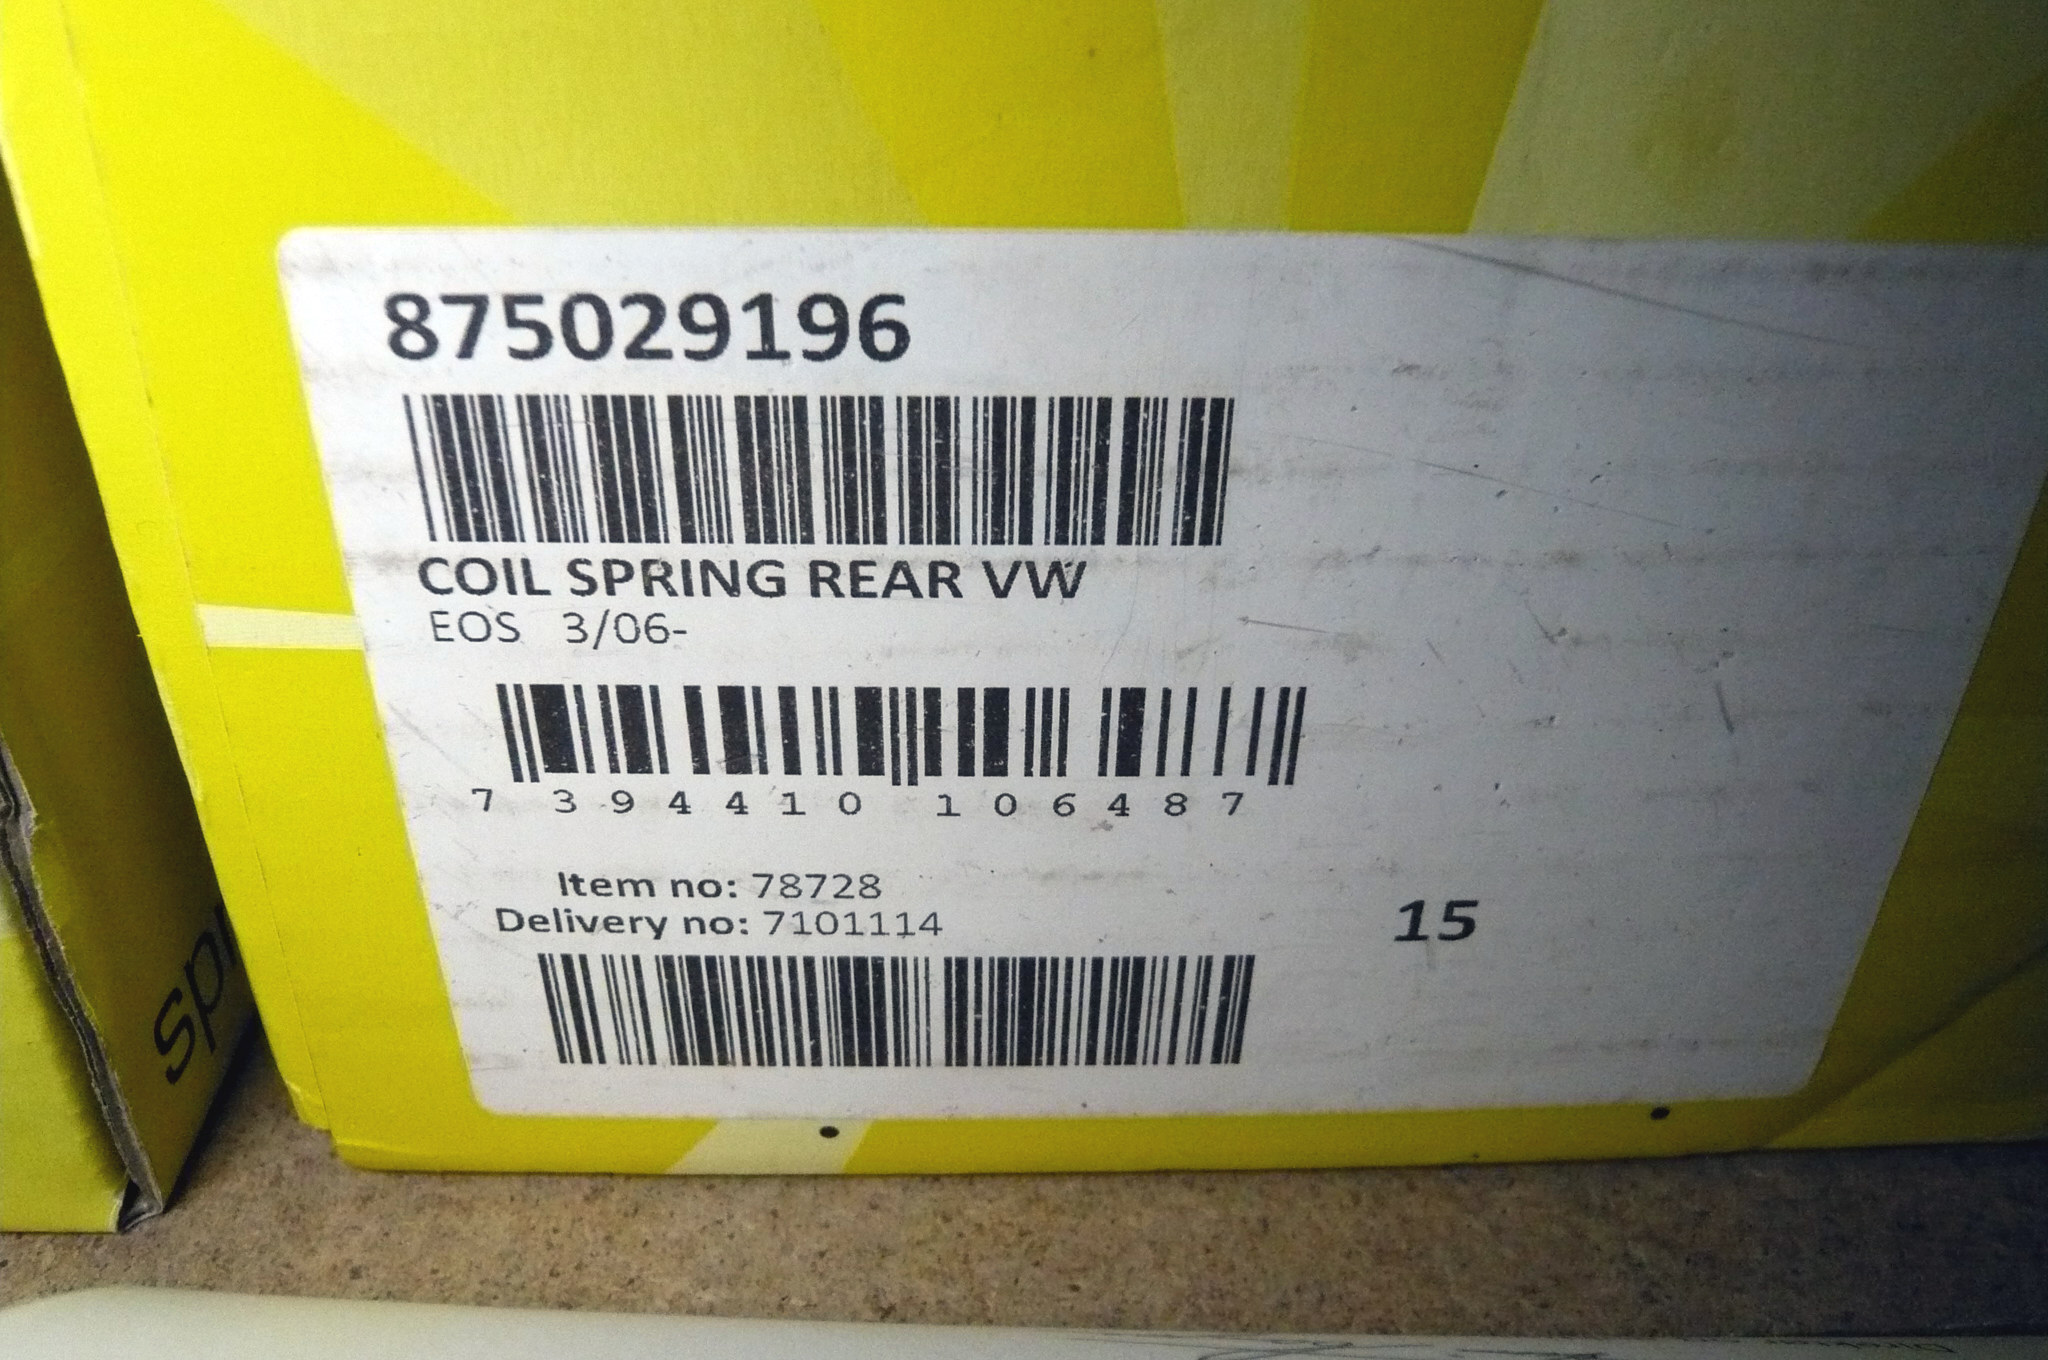 875029196
COIL SPRING REAR VW
EOS 3/06-
7 394410 106487
Item no: 78728
Delivery no: 7101114
15